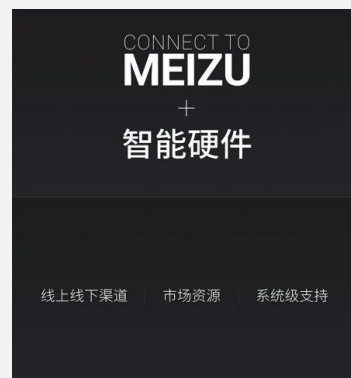 CONNECT TO
MEIZU
+
智能硬件
线上线下渠道 | 市场资源 | 系统级支持